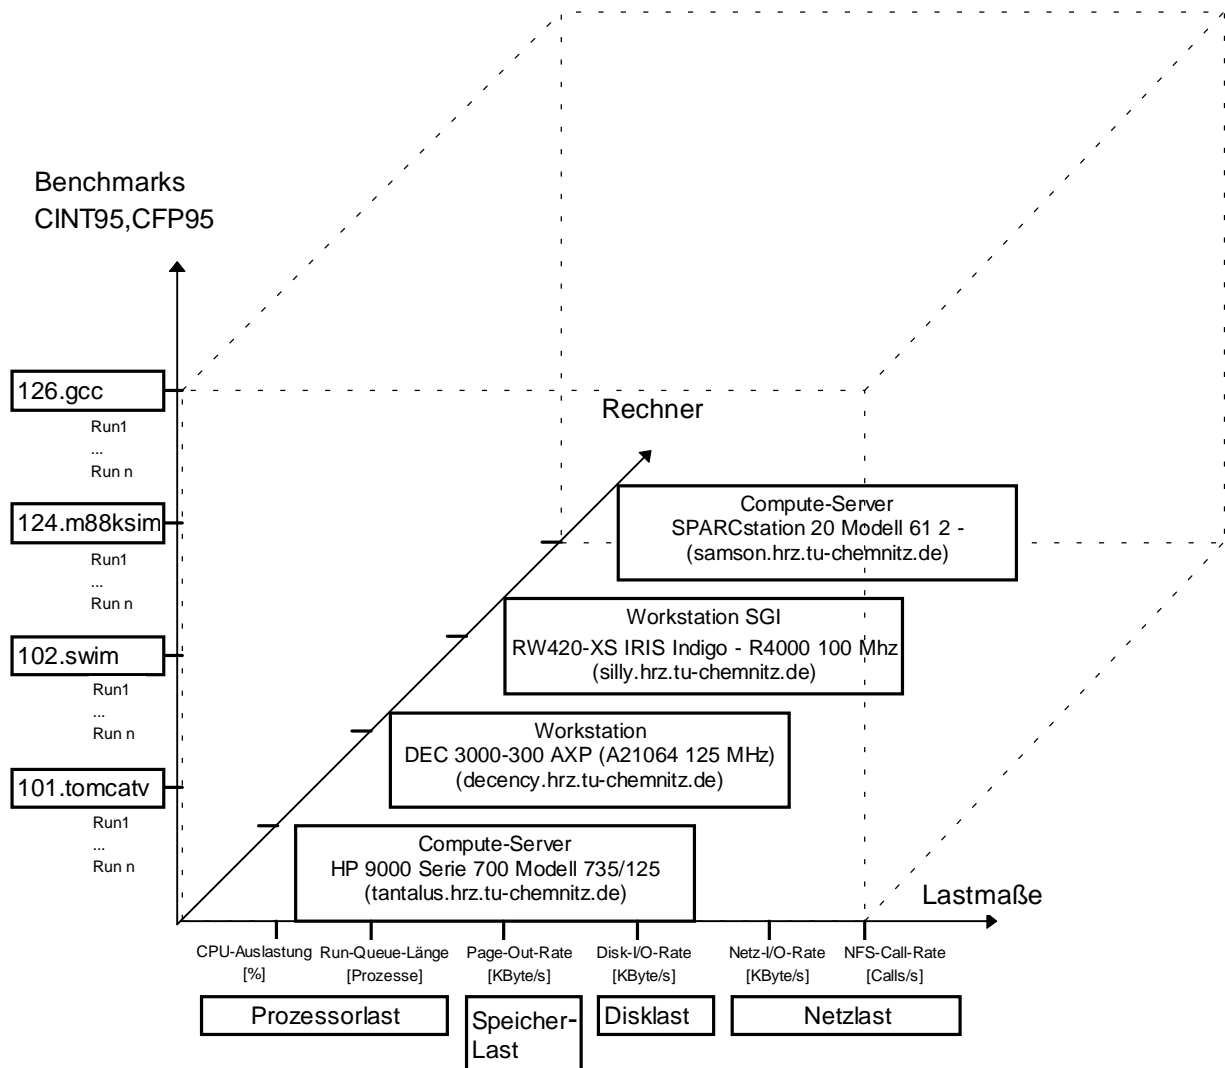 Benchmarks
CINT95,CFP95
126.gcc
Run1
...
Run n
124.m88ksim
Run1
...
Run n
102.swim
Run1
...
Run n
101.tomcatv
Run1
...
Run n
Rechner
Compute-Server
SPARCstation 20 Modell 61 2 -
(samson.hrz.tu-chemnitz.de)
Workstation SGI
RW420-XS IRIS Indigo - R4000 100 Mhz
(silly.hrz.tu-chemnitz.de)
Workstation
DEC 3000-300 AXP (A21064 125 MHz)
(decency.hrz.tu-chemnitz.de)
Compute-Server
HP 9000 Serie 700 Modell 735/125
(tantalus.hrz.tu-chemnitz.de)
Lastmaße
CPU-Auslastung
[%]
Run-Queue-Länge
[Prozesse]
Page-Out-Rate
[KByte/s]
Disk-I/O-Rate
[KByte/s]
Netz-I/O-Rate
[KByte/s]
NFS-Call-Rate
[Calls/s]
Prozessorlast
Speicher-
Last
Disklast
Netzlast